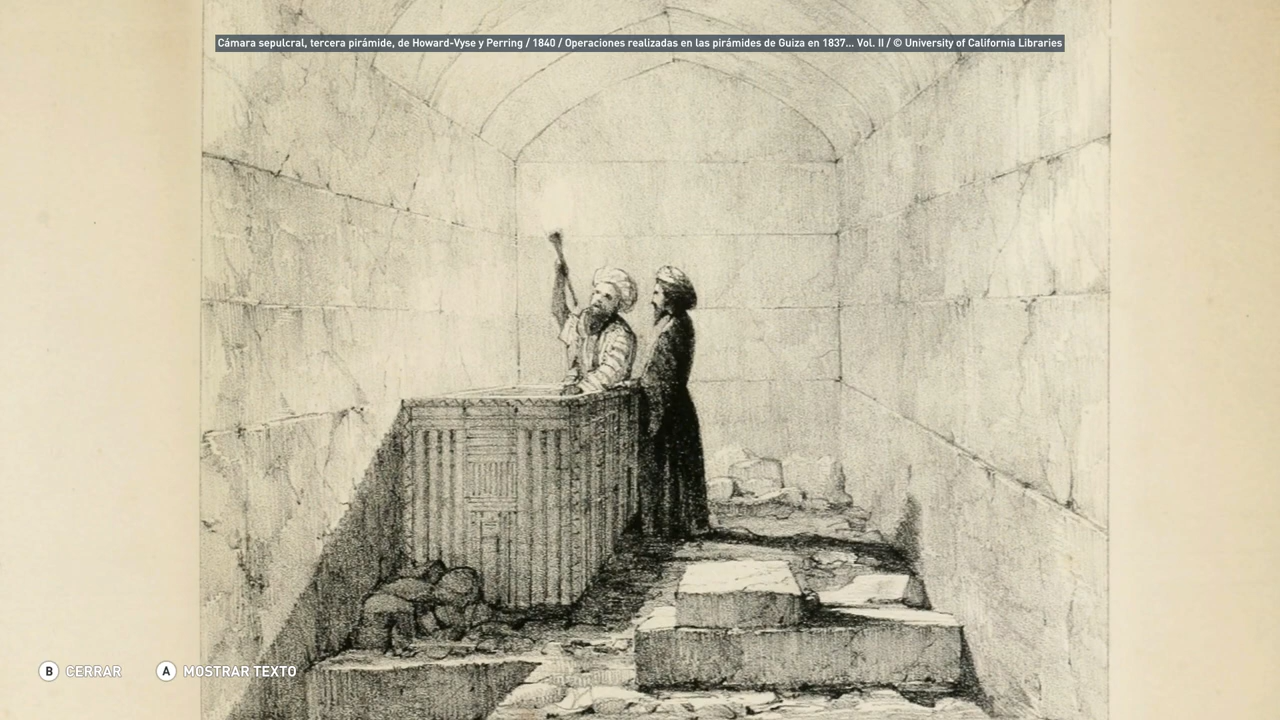 Cámara sepulcral, tercera pirámide, de Howard-Vyse y Perring / 1840 / Operaciones realizadas en las pirámides de Guiza en 1837... Vol. II / © University of California Libraries
B CERRAR A MOSTRAR TEXTO